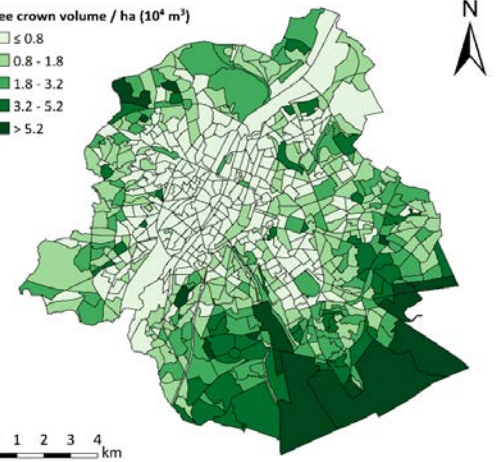 ee crown volume / ha (10⁴ m³)
≤ 0.8
0.8 - 1.8
1.8 - 3.2
3.2 - 5.2
> 5.2
N
1 2 3 4
km